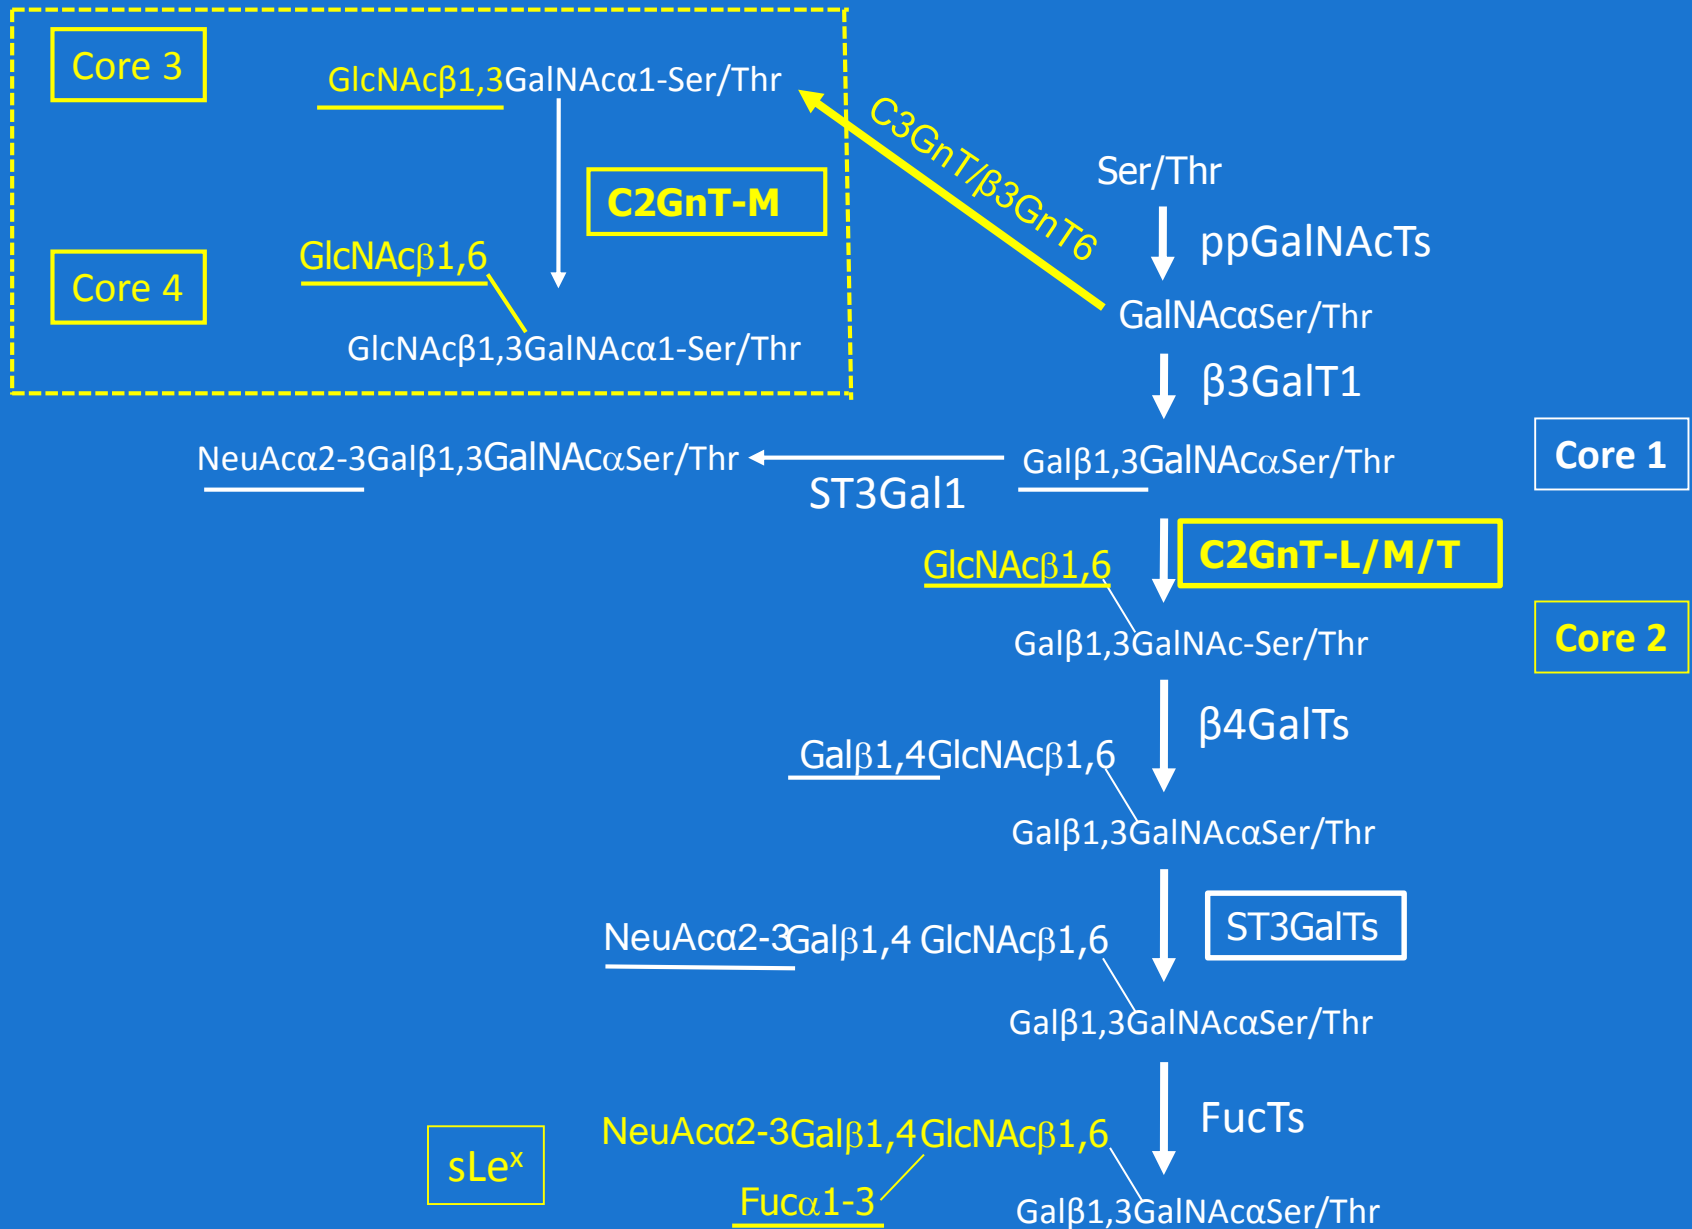 Core 3
GlcNAcβ1,3GalNAcα1-Ser/Thr
C3GnT/β3GnT6
Ser/Thr
C2GnT-M
ppGalNAcTs
GlcNAcβ1,6
Core 4
GalNAcαSer/Thr
GlcNAcβ1,3GalNAcα1-Ser/Thr
β3GalT1
NeuAcα2-3Galβ1,3GalNAcαSer/Thr
Galβ1,3GalNAcαSer/Thr
Core 1
ST3Gal1
C2GnT-L/M/T
GlcNAcβ1,6
Galβ1,3GalNAc-Ser/Thr
Core 2
β4GalTs
Galβ1,4GlcNAcβ1,6
Galβ1,3GalNAcαSer/Thr
ST3GalTs
NeuAcα2-3Galβ1,4 GlcNAcβ1,6
Galβ1,3GalNAcαSer/Thr
FucTs
NeuAcα2-3Galβ1,4GlcNAcβ1,6
sLeˣ
Fucα1-3
Galβ1,3GalNAcαSer/Thr